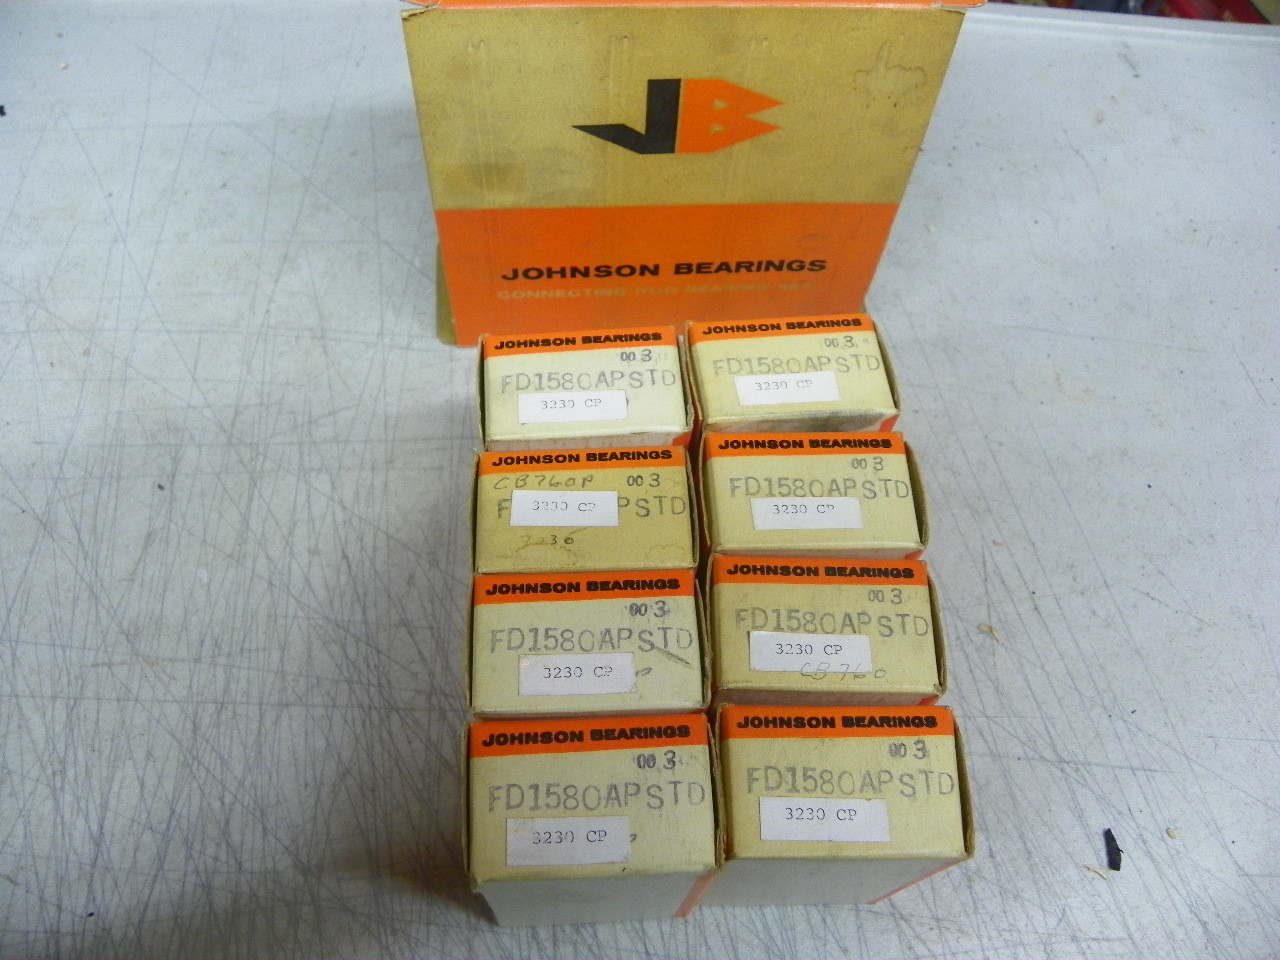 JB
JOHNSON BEARINGS
CONNECTING ROD BEARING SET
JOHNSON BEARINGS
00 3
FD1580APSTD
3230 CP
JOHNSON BEARINGS
00 3
FD1580APSTD
3230 CP
JOHNSON BEARINGS
CB760P 00 3
F PSTD
3230 CP
3230
JOHNSON BEARINGS
00 3
FD1580APSTD
3230 CP
JOHNSON BEARINGS
00 3
FD1580APSTD
3230 CP
JOHNSON BEARINGS
00 3
FD1580APSTD
3230 CP
CB760
JOHNSON BEARINGS
00 3
FD1580APSTD
3230 CP
JOHNSON BEARINGS
00 3
FD1580APSTD
3230 CP